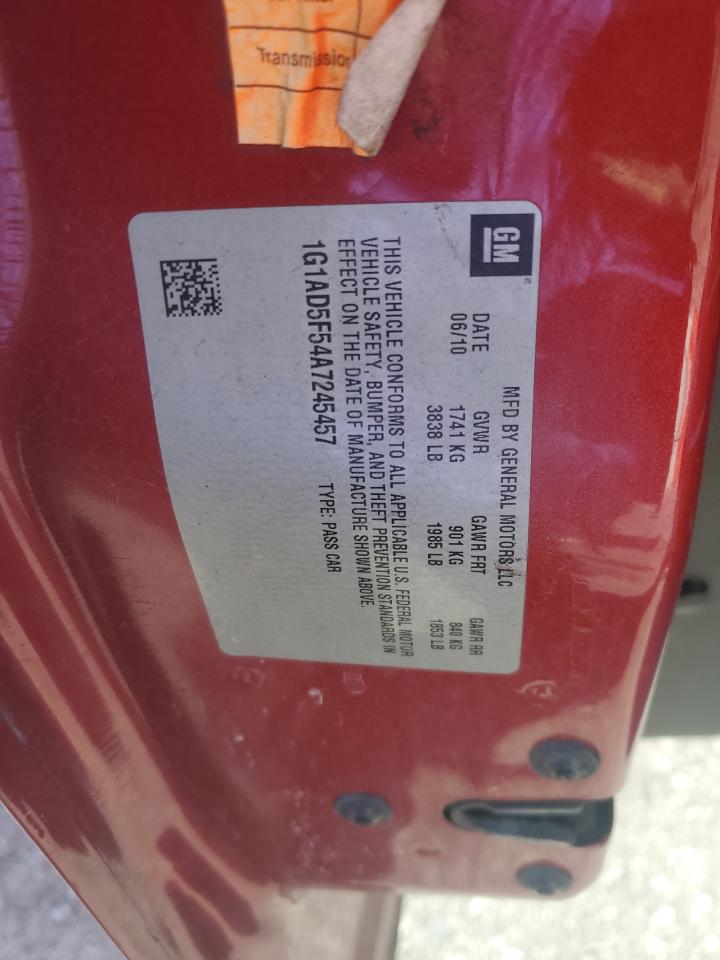 Transmission
GM
MFD BY GENERAL MOTORS LLC
DATE GVWR GAWR FRT GAWR RR
06/10 1741 KG 901 KG 840 KG
3838 LB 1985 LB 1853 LB
THIS VEHICLE CONFORMS TO ALL APPLICABLE U.S. FEDERAL MOTOR
VEHICLE SAFETY, BUMPER, AND THEFT PREVENTION STANDARDS IN
EFFECT ON THE DATE OF MANUFACTURE SHOWN ABOVE.
1G1AD5F54A7245457 TYPE: PASS CAR